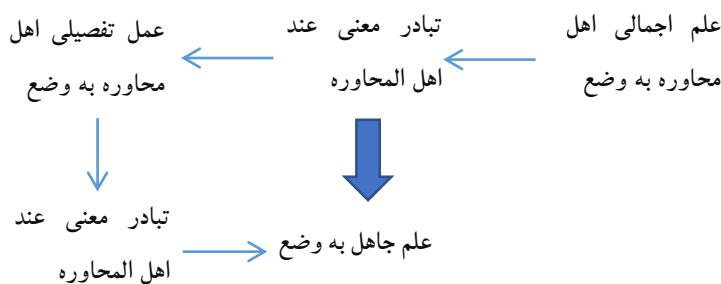 علم اجمالی اهل
محاوره به وضع
تبادر معنی عند
اهل المحاوره
عمل تفصیلی اهل
محاوره به وضع
تبادر معنی عند
اهل المحاوره
علم جاهل به وضع